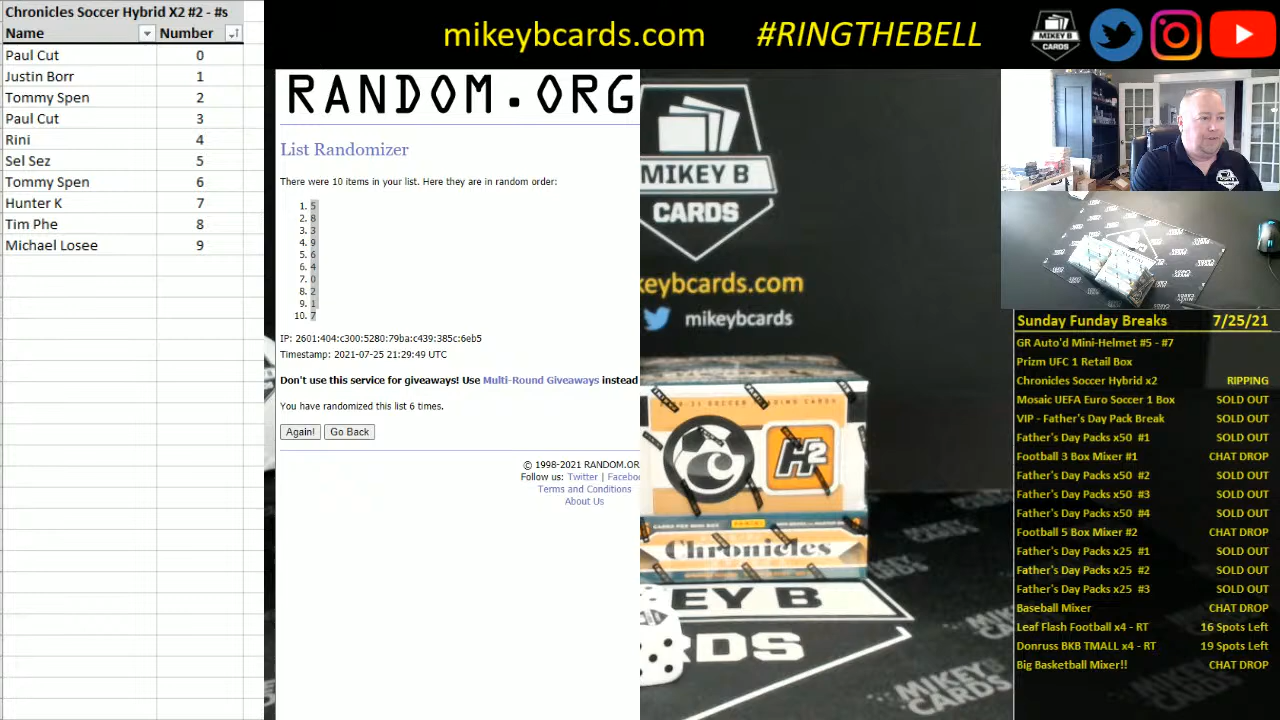 Chronicles Soccer Hybrid X2 #2 - #s
Name Number
Paul Cut 0
Justin Borr 1
Tommy Spen 2
Paul Cut 3
Rini 4
Sel Sez 5
Tommy Spen 6
Hunter K 7
Tim Phe 8
Michael Losee 9
mikeybcards.com #RINGTHEBELL
MIKEY B
CARDS
RANDOM.ORG
List Randomizer
There were 10 items in your list. Here they are in random order:
1. 5
2. 8
3. 3
4. 9
5. 6
6. 4
7. 0
8. 2
9. 1
10. 7
IP: 2601:404:c300:5280:79ba:c439:385c:6eb5
Timestamp: 2021-07-25 21:29:49 UTC
Don't use this service for giveaways! Use Multi-Round Giveaways instead
You have randomized this list 6 times.
Again! Go Back
© 1998-2021 RANDOM.OR
Follow us: Twitter | Facebo
Terms and Conditions
About Us
MIKEY B
CARDS
keybcards.com
mikeybcards
SOCCER TRADING CARDS
H2
Chronicles
EY B
RDS
MIKEY B
CARDS
Sunday Funday Breaks 7/25/21
GR Auto'd Mini-Helmet #5 - #7
Prizm UFC 1 Retail Box
Chronicles Soccer Hybrid x2 RIPPING
Mosaic UEFA Euro Soccer 1 Box SOLD OUT
VIP - Father's Day Pack Break SOLD OUT
Father's Day Packs x50 #1 SOLD OUT
Football 3 Box Mixer #1 CHAT DROP
Father's Day Packs x50 #2 SOLD OUT
Father's Day Packs x50 #3 SOLD OUT
Father's Day Packs x50 #4 SOLD OUT
Football 5 Box Mixer #2 CHAT DROP
Father's Day Packs x25 #1 SOLD OUT
Father's Day Packs x25 #2 SOLD OUT
Father's Day Packs x25 #3 SOLD OUT
Baseball Mixer CHAT DROP
Leaf Flash Football x4 - RT 16 Spots Left
Donruss BKB TMALL x4 - RT 19 Spots Left
Big Basketball Mixer!! CHAT DROP